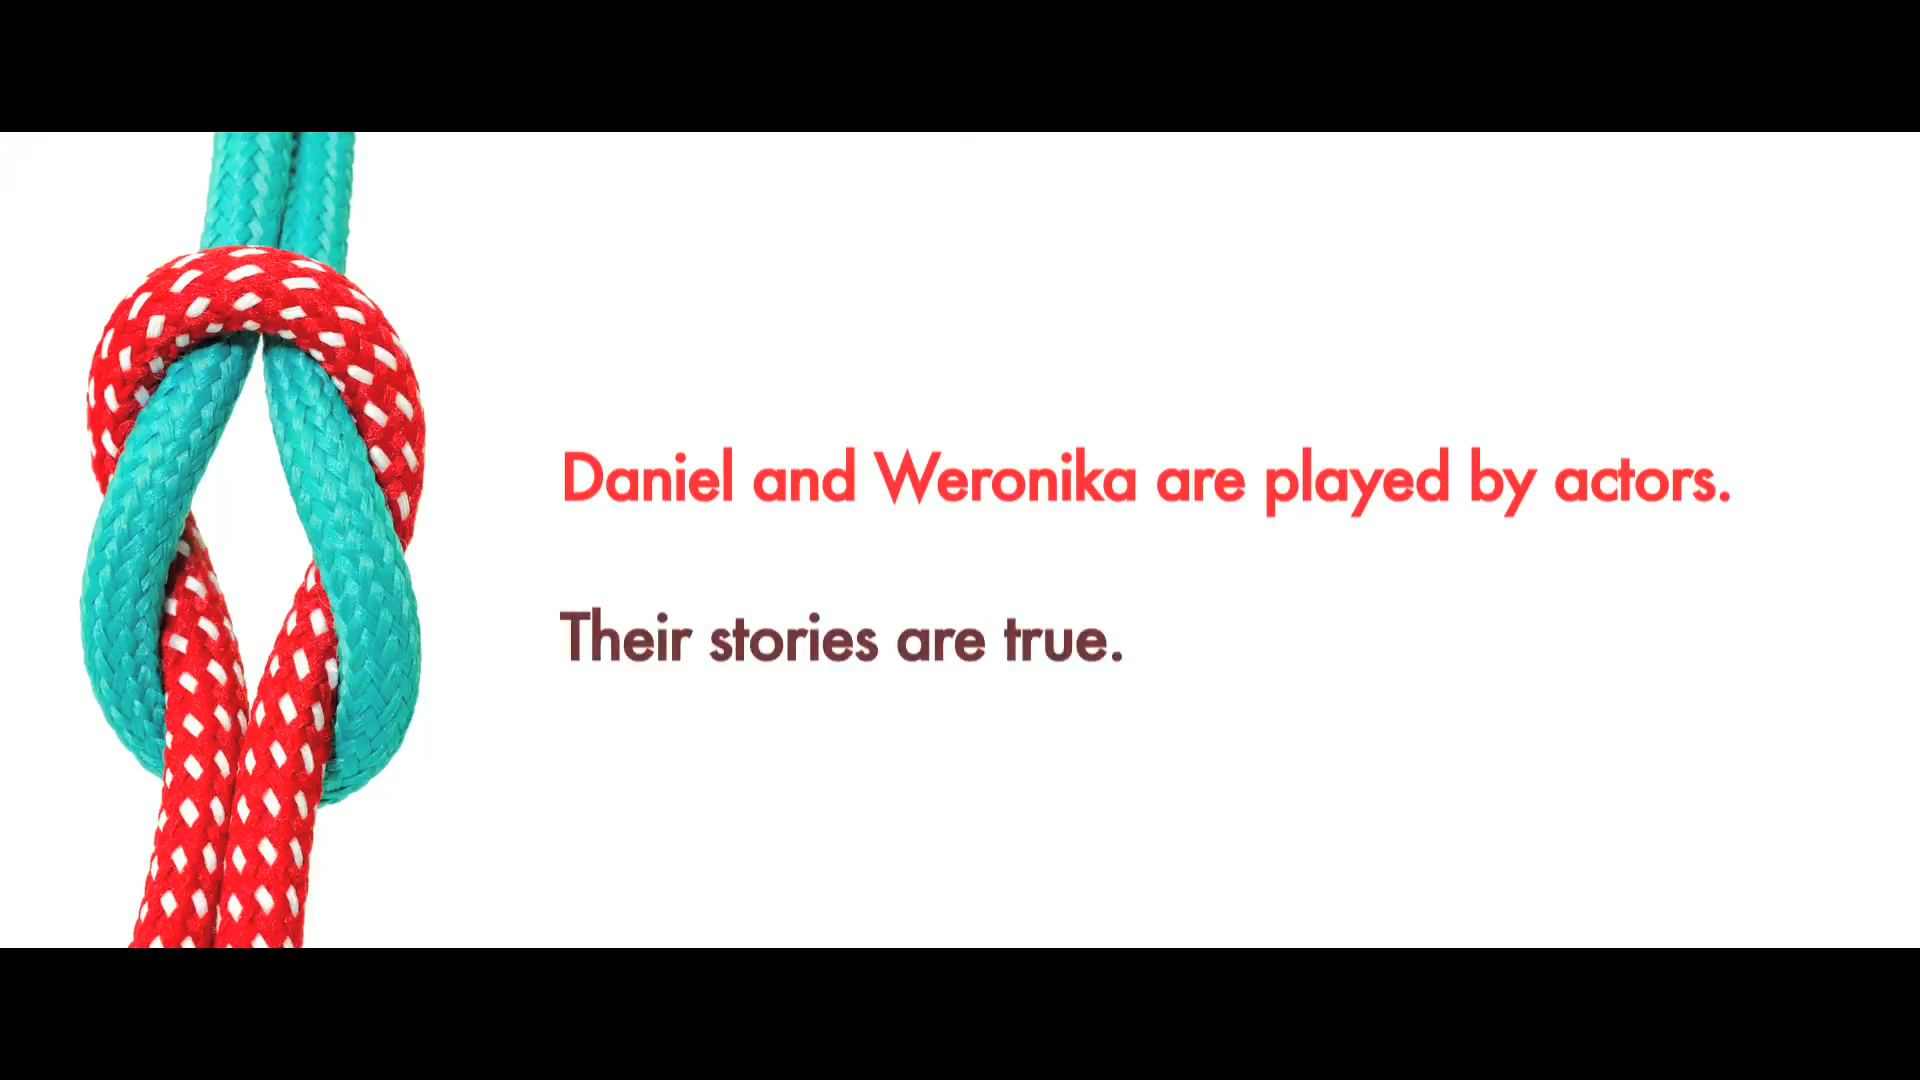 Daniel and Weronika are played by actors.
Their stories are true.